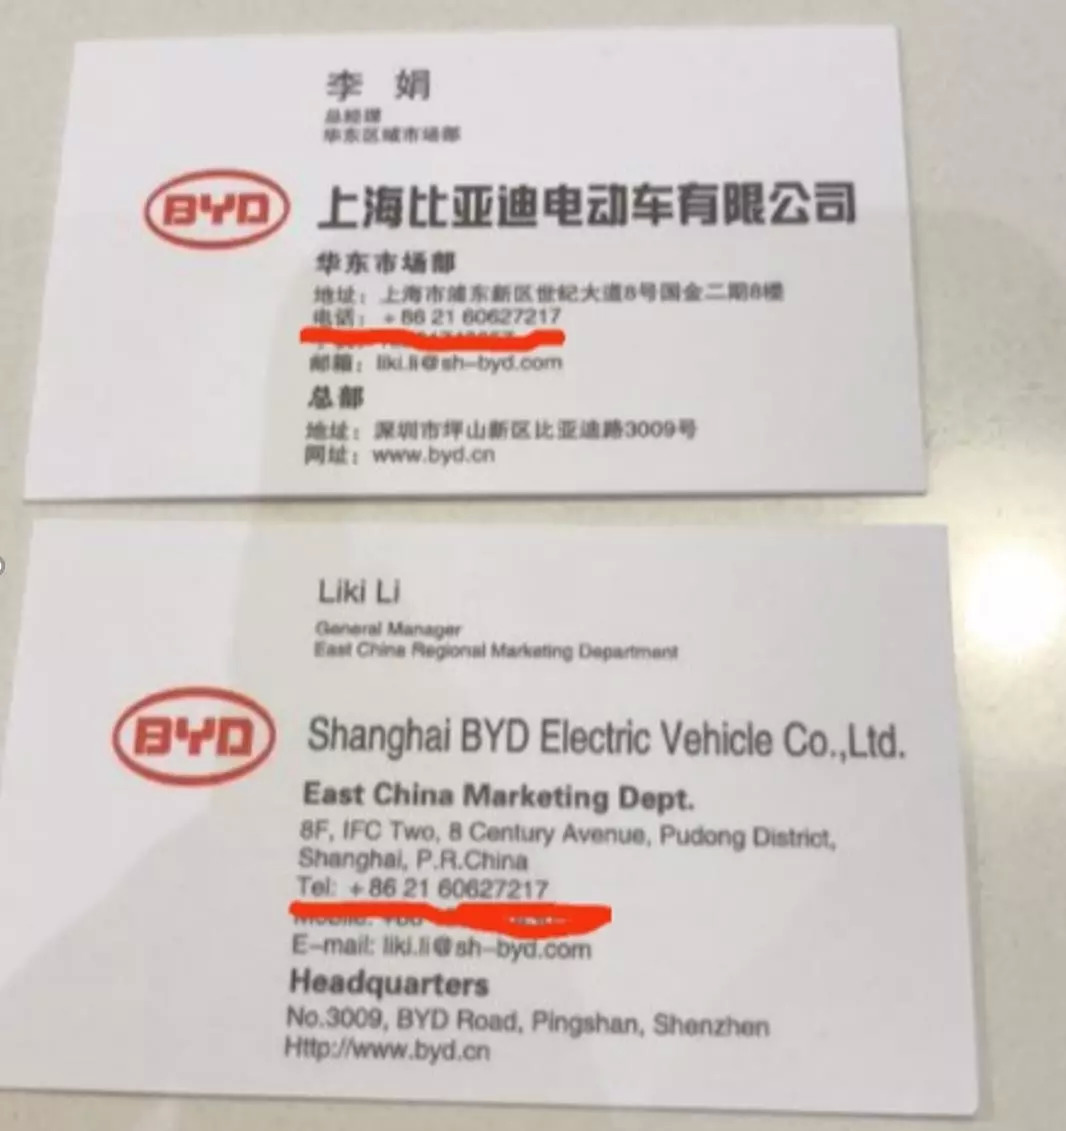 李 娟
总经理
华东区域市场部
BYD
上海比亚迪电动车有限公司
华东市场部
地址：上海市浦东新区世纪大道8号国金二期8楼
电话：+86 21 60627217
邮箱：liki.li@sh-byd.com
总部
地址：深圳市坪山新区比亚迪路3009号
网址：www.byd.cn
Liki Li
General Manager
East China Regional Marketing Department
BYD
Shanghai BYD Electric Vehicle Co.,Ltd.
East China Marketing Dept.
8F, IFC Two, 8 Century Avenue, Pudong District,
Shanghai, P.R.China
Tel: +86 21 60627217
E-mail: liki.li@sh-byd.com
Headquarters
No.3009, BYD Road, Pingshan, Shenzhen
Http://www.byd.cn